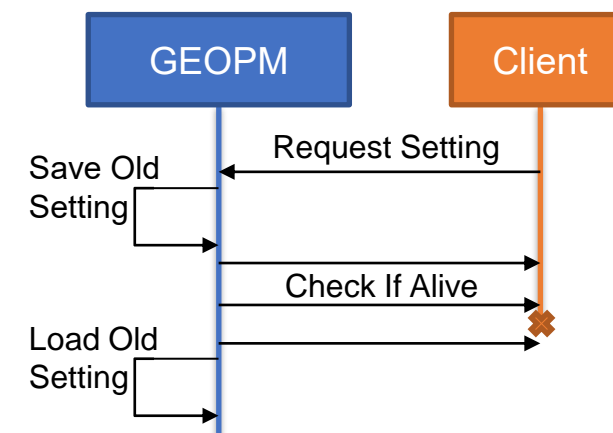 GEOPM
Client
Request Setting
Save Old
Setting
Check If Alive
Load Old
Setting